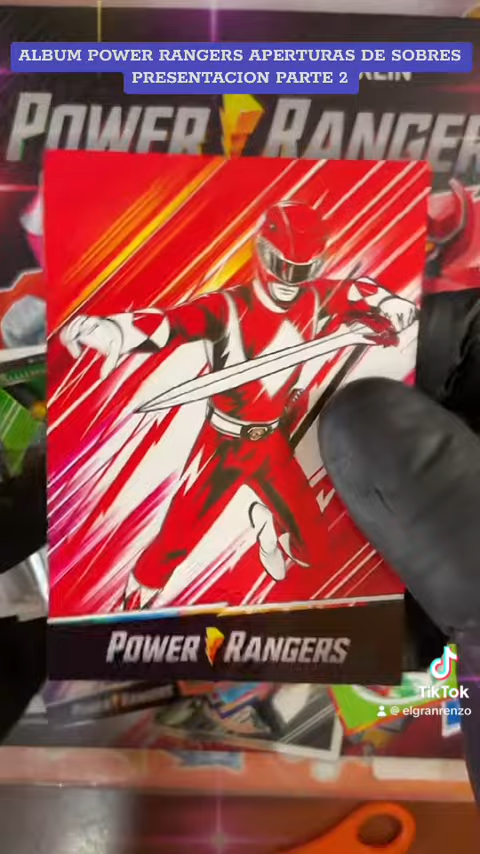 ALBUM POWER RANGERS APERTURAS DE SOBRES
PRESENTACION PARTE 2
POWER RANGERS
POWER RANGERS
TikTok
@ elgranrenzo